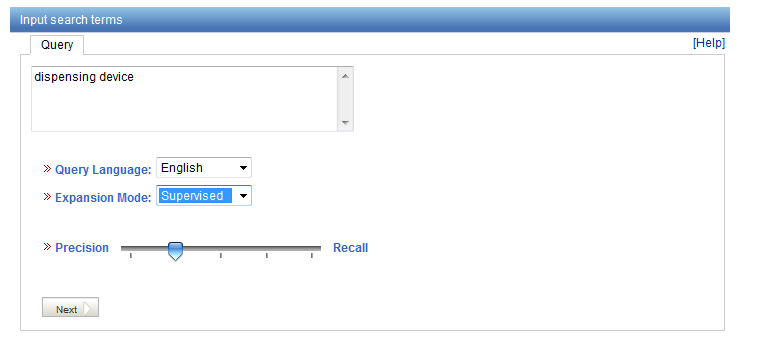 Input search terms
Query
[Help]
dispensing device
Query Language: English
Expansion Mode: Supervised
Precision Recall
Next